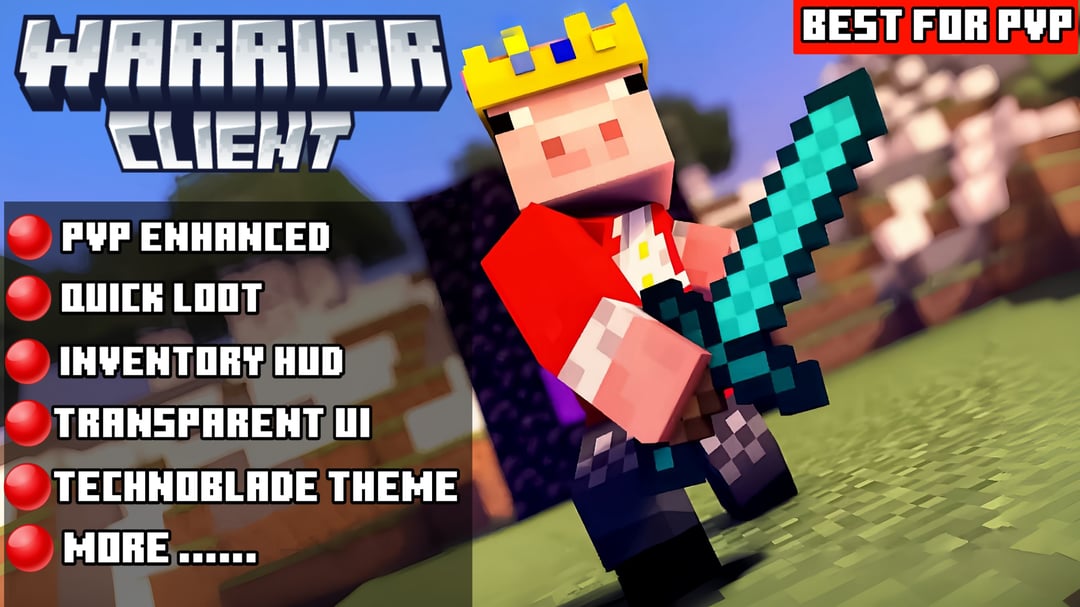 WARRIOR
CLIENT
BEST FOR PVP
PVP ENHANCED
QUICK LOOT
INVENTORY HUD
TRANSPARENT UI
TECHNOBLADE THEME
MORE ......